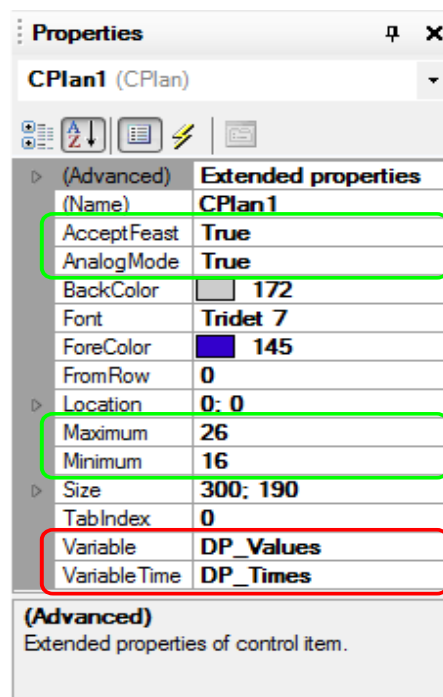 Properties
CPlan1 (CPlan)
(Advanced) Extended properties
(Name) CPlan1
AcceptFeast True
AnalogMode True
BackColor 172
Font Tridet 7
ForeColor 145
FromRow 0
Location 0; 0
Maximum 26
Minimum 16
Size 300; 190
TabIndex 0
Variable DP_Values
VariableTime DP_Times
(Advanced)
Extended properties of control item.